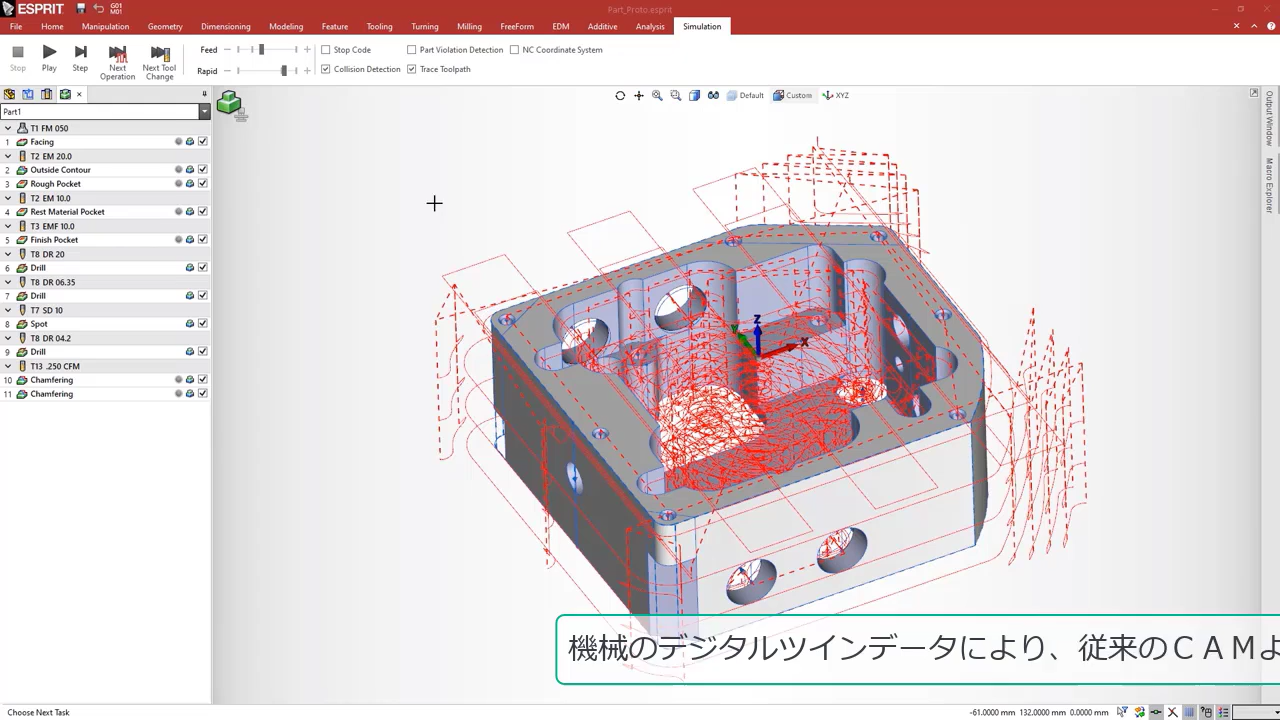 ESPRIT
G01
M01
Part_Proto.esprit
File Home Manipulation Geometry Dimensioning Modeling Feature Tooling Turning Milling FreeForm EDM Additive Analysis Simulation
Stop Play Step Next Operation Next Tool Change
Feed
Rapid
Stop Code Part Violation Detection NC Coordinate System
Collision Detection Trace Toolpath
Part1
T1 FM 050
1 Facing
T2 EM 20.0
2 Outside Contour
3 Rough Pocket
T2 EM 10.0
4 Rest Material Pocket
T3 EMF 10.0
5 Finish Pocket
T8 DR 20
6 Drill
T8 DR 06.35
7 Drill
T7 SD 10
8 Spot
T8 DR 04.2
9 Drill
T13 .250 CFM
10 Chamfering
11 Chamfering
Default Custom XYZ
Output Window
Macro Explorer
Z
Y
X
機械のデジタルツインデータにより、従来のＣＡＭよ
Choose Next Task
-61.0000 mm 132.0000 mm 0.0000 mm